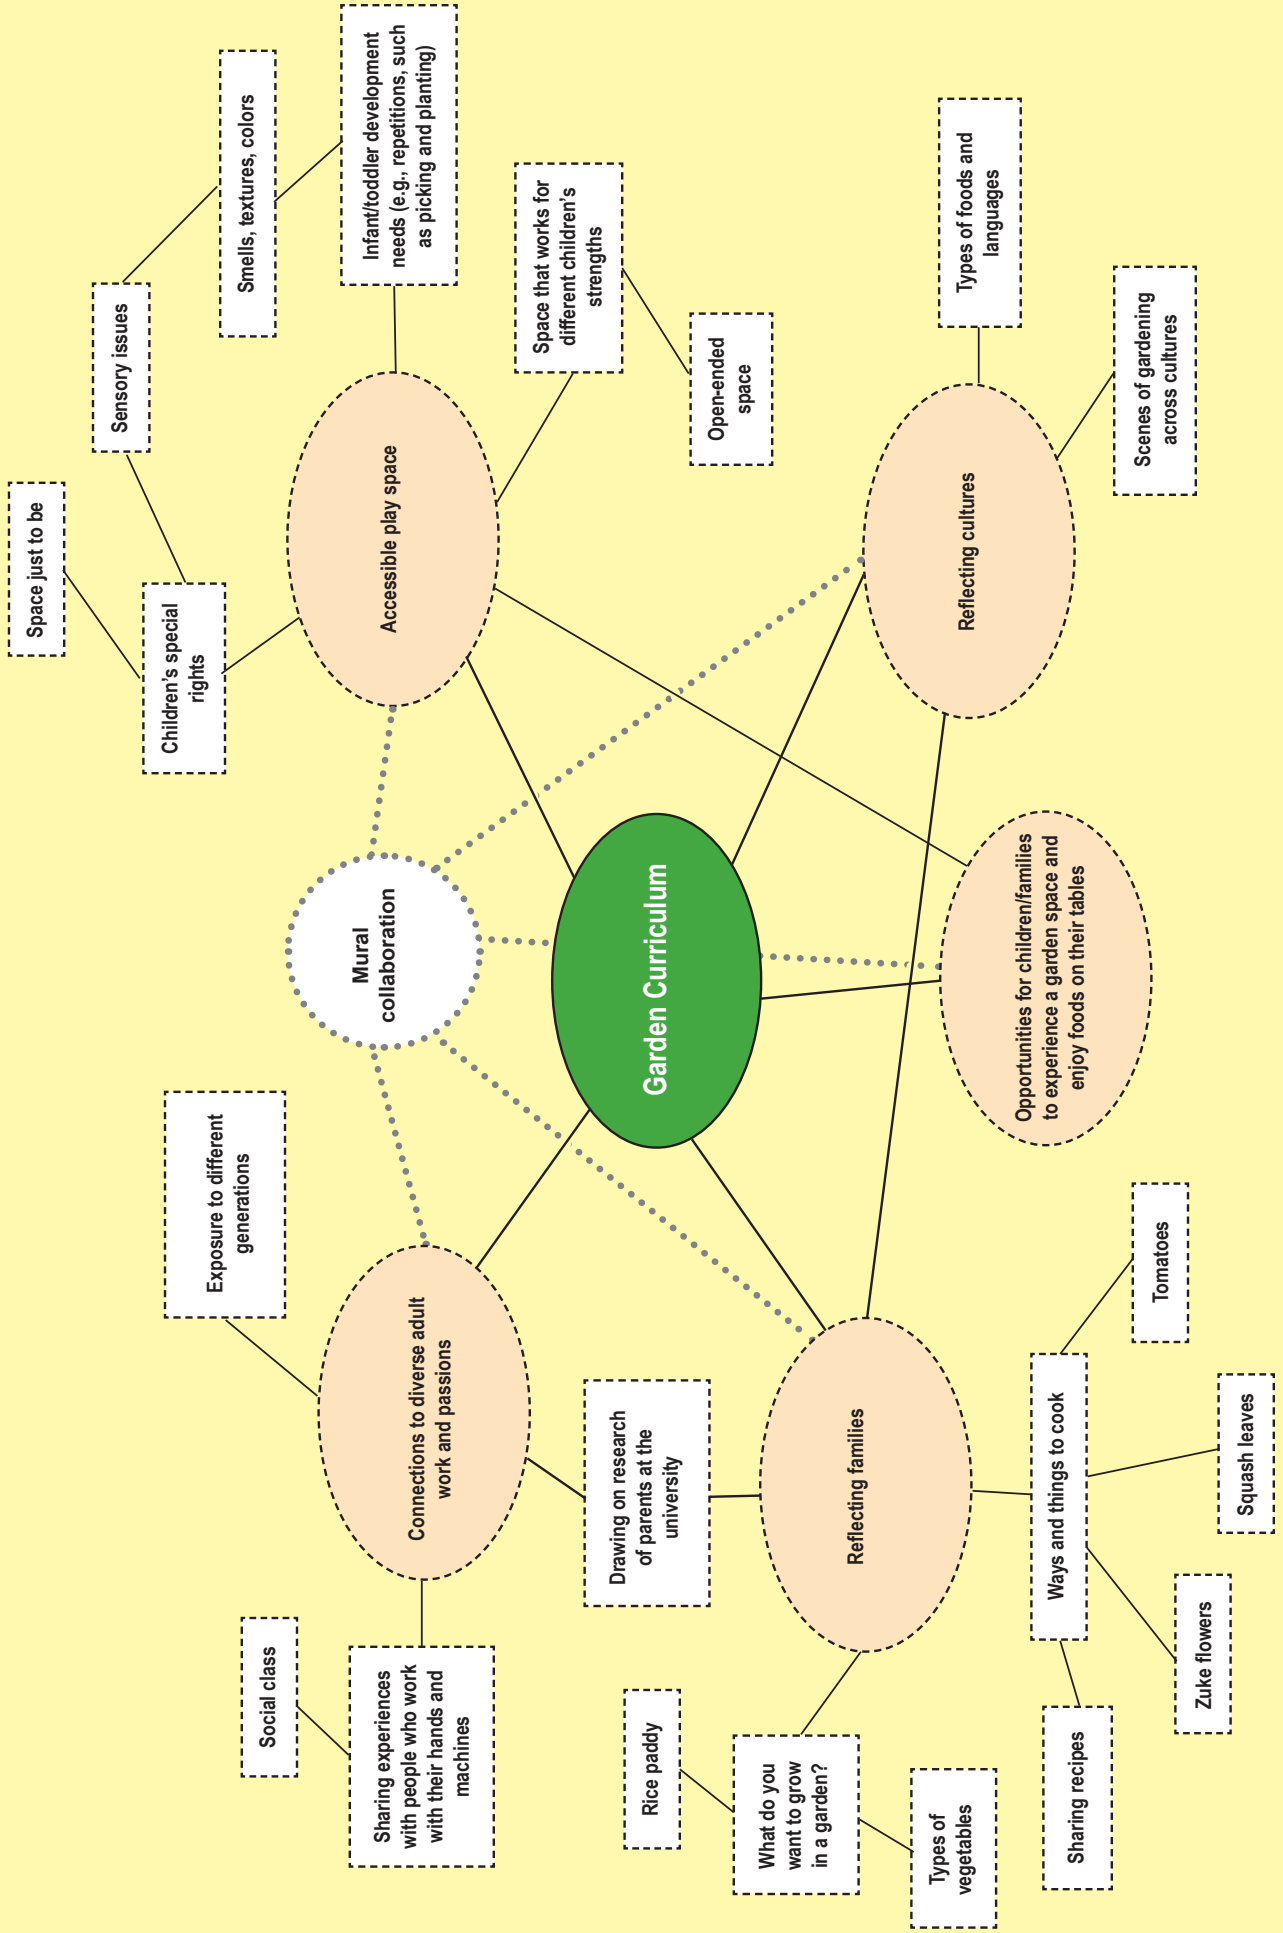 Social class
Sharing experiences
with people who work
with their hands and
machines
Exposure to different
generations
Connections to diverse adult
work and passions
Mural
collaboration
Space just to be
Children's special
rights
Sensory issues
Smells, textures, colors
Infant/toddler development
needs (e.g., repetitions, such
as picking and planting)
Accessible play space
Space that works for
different children's
strengths
Open-ended
space
Drawing on research
of parents at the
university
Garden Curriculum
Rice paddy
What do you
want to grow
in a garden?
Types of
vegetables
Reflecting families
Ways and things to cook
Sharing recipes
Zuke flowers
Squash leaves
Tomatoes
Opportunities for children/families
to experience a garden space and
enjoy foods on their tables
Reflecting cultures
Types of foods and
languages
Scenes of gardening
across cultures